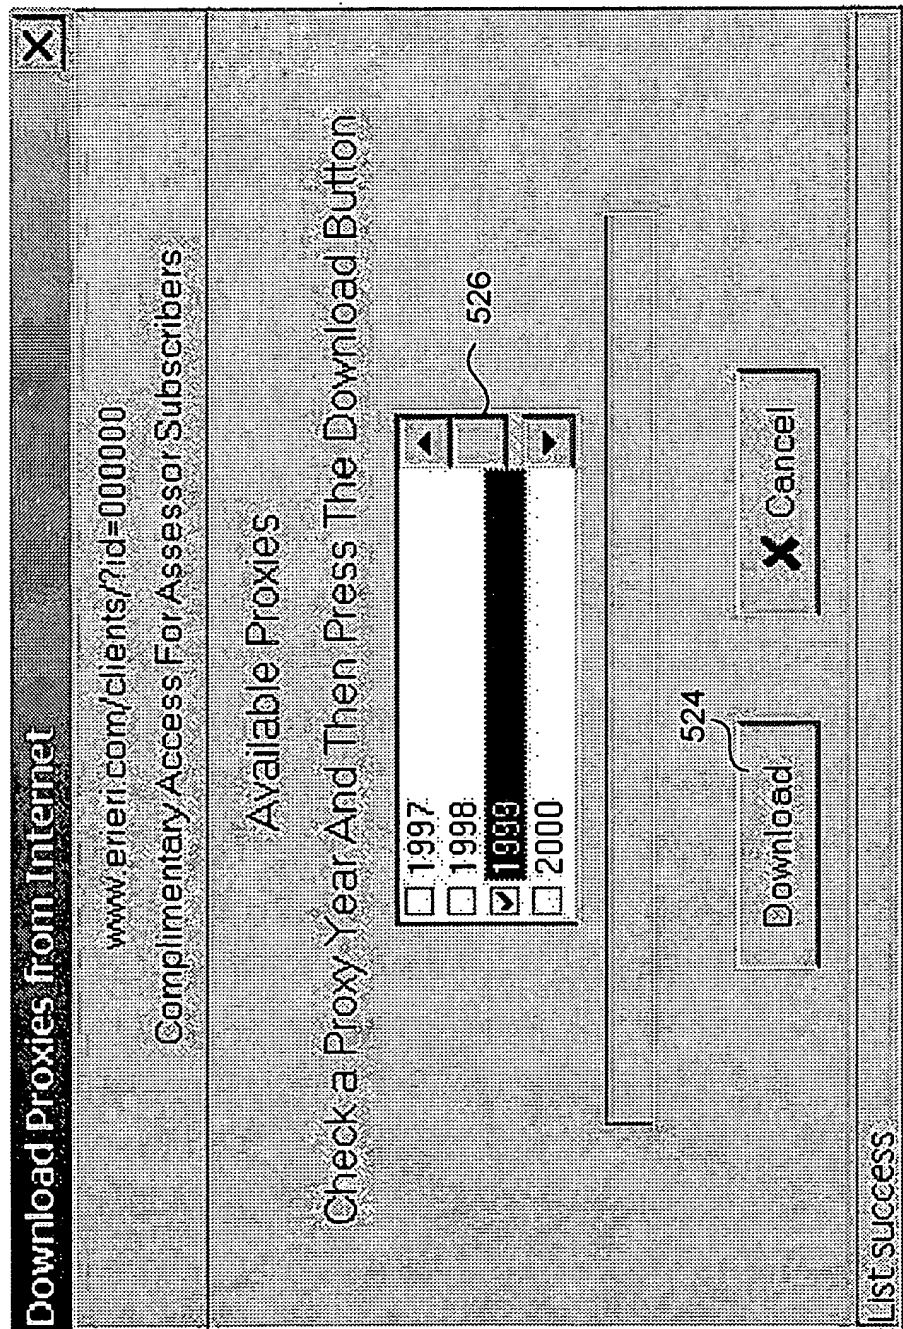 Download Proxies from Internet
www.erieri.com/clients/?id=000000
Complimentary Access For Assessor Subscribers
Available Proxies
Check a Proxy Year And Then Press The Download Button
1997
1998
1999
2000
526
524
Download
Cancel
List success